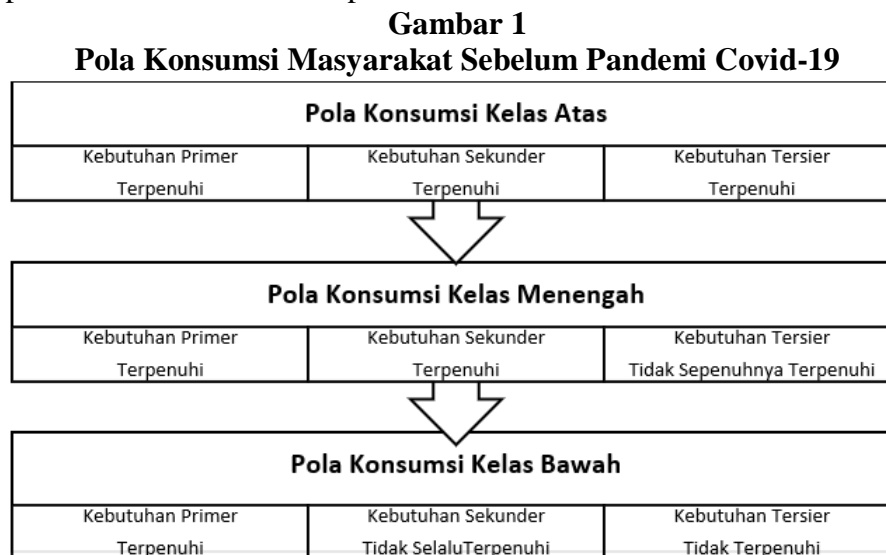 Gambar 1
Pola Konsumsi Masyarakat Sebelum Pandemi Covid-19
Pola Konsumsi Kelas Atas
Kebutuhan Primer
Terpenuhi
Kebutuhan Sekunder
Terpenuhi
Kebutuhan Tersier
Terpenuhi
Pola Konsumsi Kelas Menengah
Kebutuhan Primer
Terpenuhi
Kebutuhan Sekunder
Terpenuhi
Kebutuhan Tersier
Tidak Sepenuhnya Terpenuhi
Pola Konsumsi Kelas Bawah
Kebutuhan Primer
Terpenuhi
Kebutuhan Sekunder
Tidak SelaluTerpenuhi
Kebutuhan Tersier
Tidak Terpenuhi